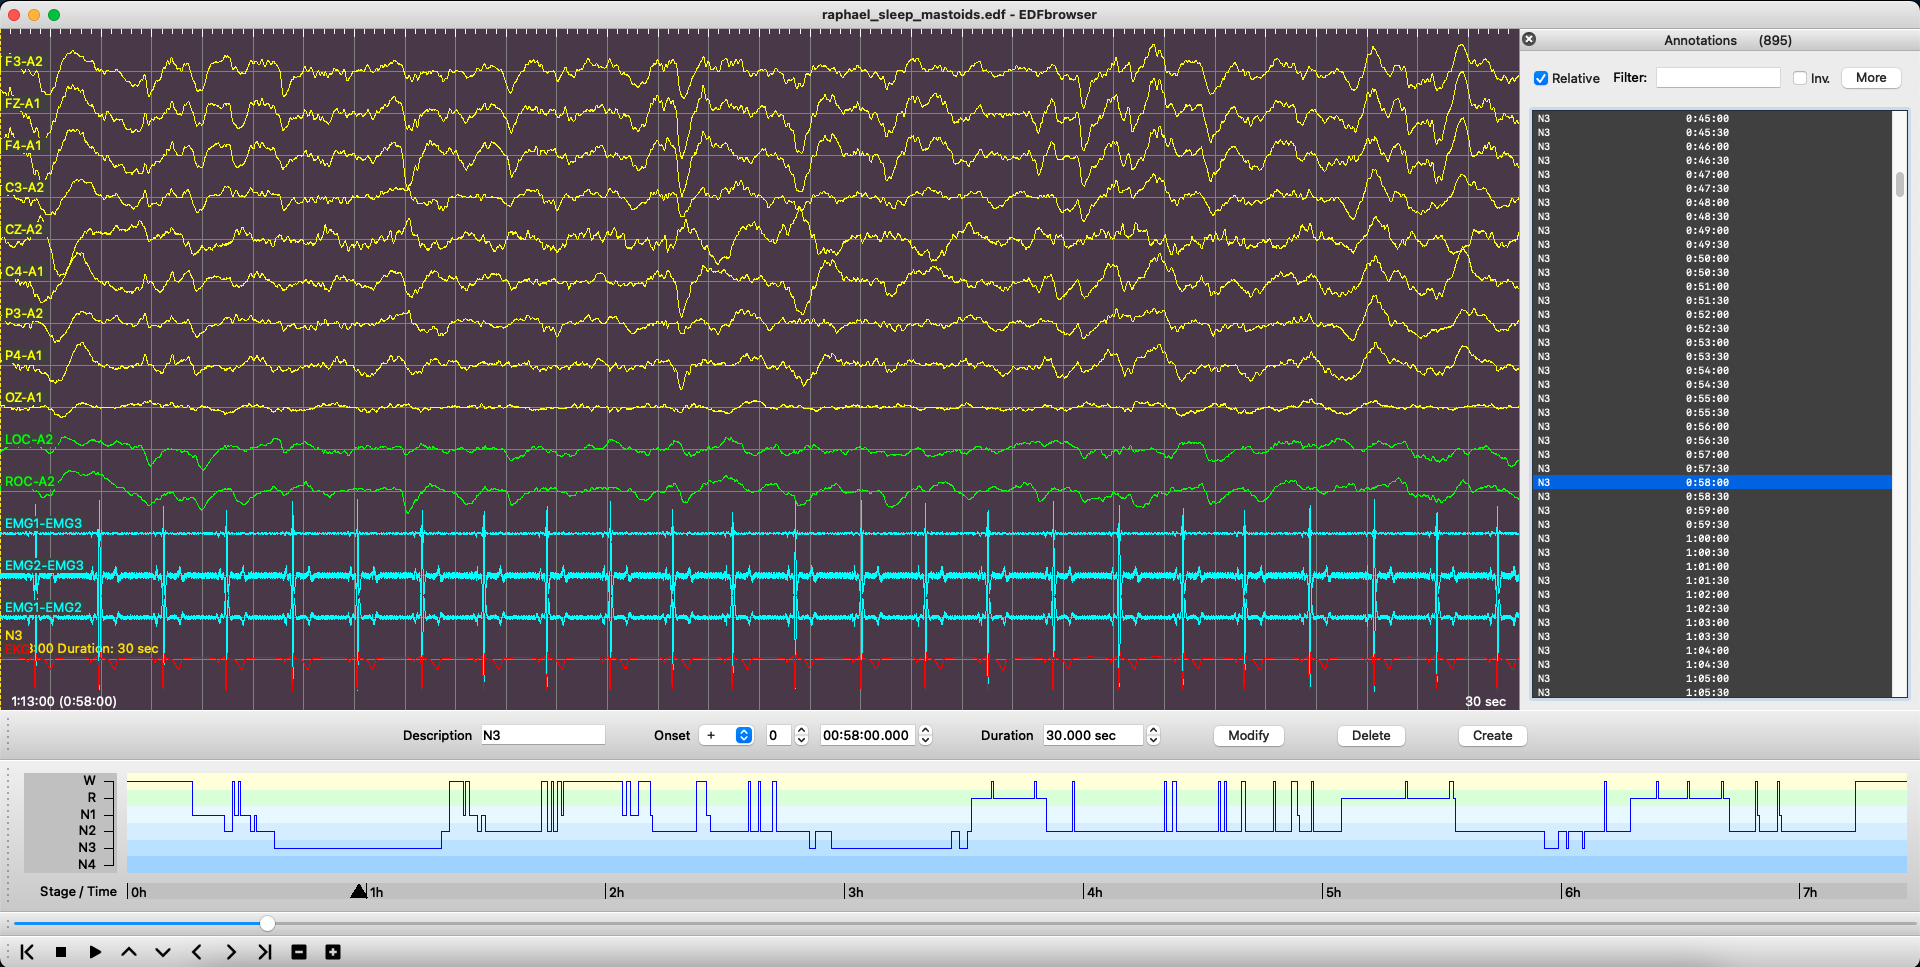 raphael_sleep_mastoids.edf - EDFbrowser
F3-A2
FZ-A1
F4-A1
C3-A2
CZ-A2
C4-A1
P3-A2
P4-A1
OZ-A1
LOC-A2
ROC-A2
EMG1-EMG3
EMG2-EMG3
EMG1-EMG2
N3
:00 Duration: 30 sec
1:13:00 (0:58:00)
30 sec
Annotations (895)
Relative Filter: Inv. More
N3 0:45:00
N3 0:45:30
N3 0:46:00
N3 0:46:30
N3 0:47:00
N3 0:47:30
N3 0:48:00
N3 0:48:30
N3 0:49:00
N3 0:49:30
N3 0:50:00
N3 0:50:30
N3 0:51:00
N3 0:51:30
N3 0:52:00
N3 0:52:30
N3 0:53:00
N3 0:53:30
N3 0:54:00
N3 0:54:30
N3 0:55:00
N3 0:55:30
N3 0:56:00
N3 0:56:30
N3 0:57:00
N3 0:57:30
N3 0:58:00
N3 0:58:30
N3 0:59:00
N3 0:59:30
N3 1:00:00
N3 1:00:30
N3 1:01:00
N3 1:01:30
N3 1:02:00
N3 1:02:30
N3 1:03:00
N3 1:03:30
N3 1:04:00
N3 1:04:30
N3 1:05:00
N3 1:05:30
Description N3 Onset + 0 00:58:00.000 Duration 30.000 sec Modify Delete Create
W
R
N1
N2
N3
N4
Stage / Time 0h 1h 2h 3h 4h 5h 6h 7h